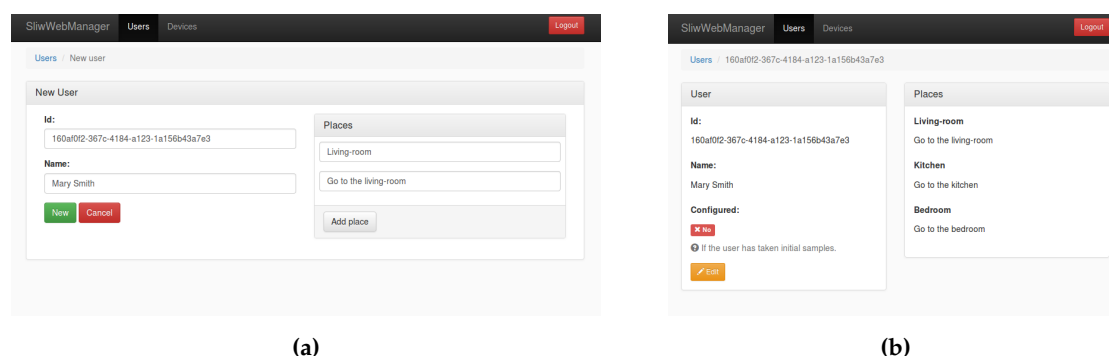 SliwWebManager Users Devices Logout
Users / New user
New User
Id:
160af0f2-367c-4184-a123-1a156b43a7e3
Name:
Mary Smith
New Cancel
Places
Living-room
Go to the living-room
Add place
(a)
SliwWebManager Users Devices Logout
Users / 160af0f2-367c-4184-a123-1a156b43a7e3
User
Id:
160af0f2-367c-4184-a123-1a156b43a7e3
Name:
Mary Smith
Configured:
No
If the user has taken initial samples.
Edit
Places
Living-room
Go to the living-room
Kitchen
Go to the kitchen
Bedroom
Go to the bedroom
(b)